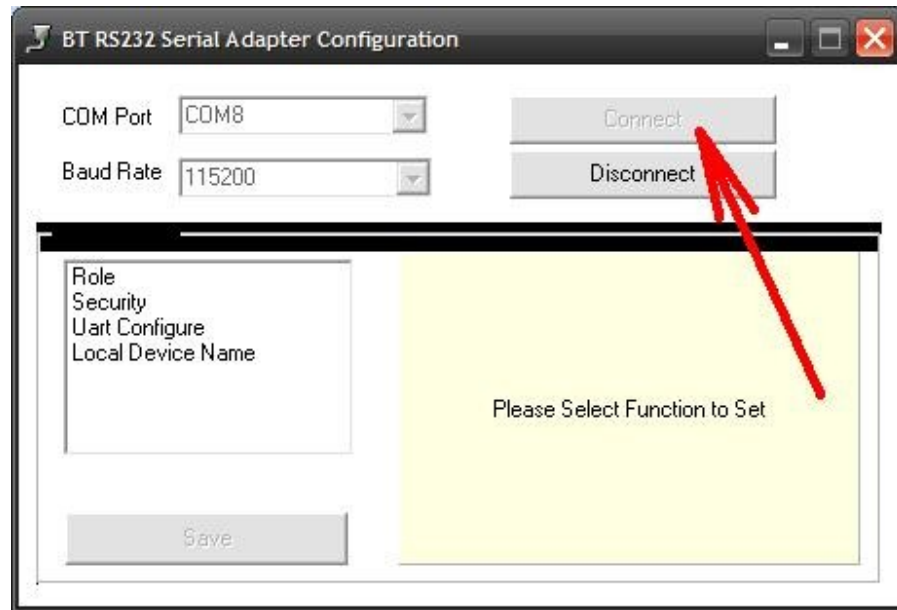 BT RS232 Serial Adapter Configuration
COM Port COM8 Connect
Baud Rate 115200 Disconnect
Role
Security
Uart Configure
Local Device Name
Please Select Function to Set
Save